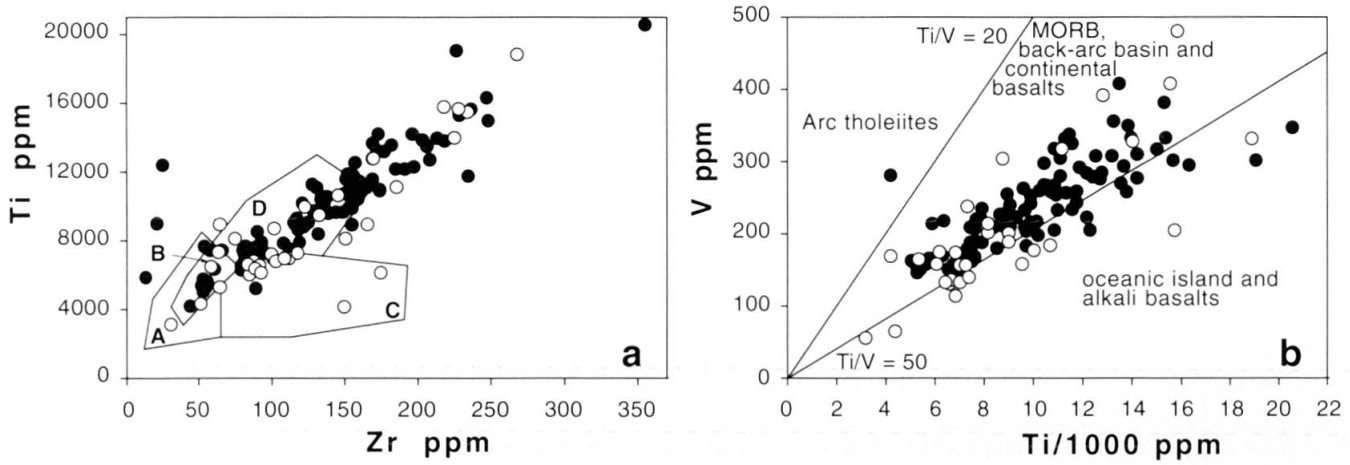 20000
16000
12000
8000
4000
0
Ti ppm
0 50 100 150 200 250 300 350
Zr ppm
D
B
A
C
a
500
400
300
200
100
0
V ppm
0 2 4 6 8 10 12 14 16 18 20 22
Ti/1000 ppm
Ti/V = 20
MORB,
back-arc basin and
continental
basalts
Arc tholeiites
oceanic island and
alkali basalts
Ti/V = 50
b